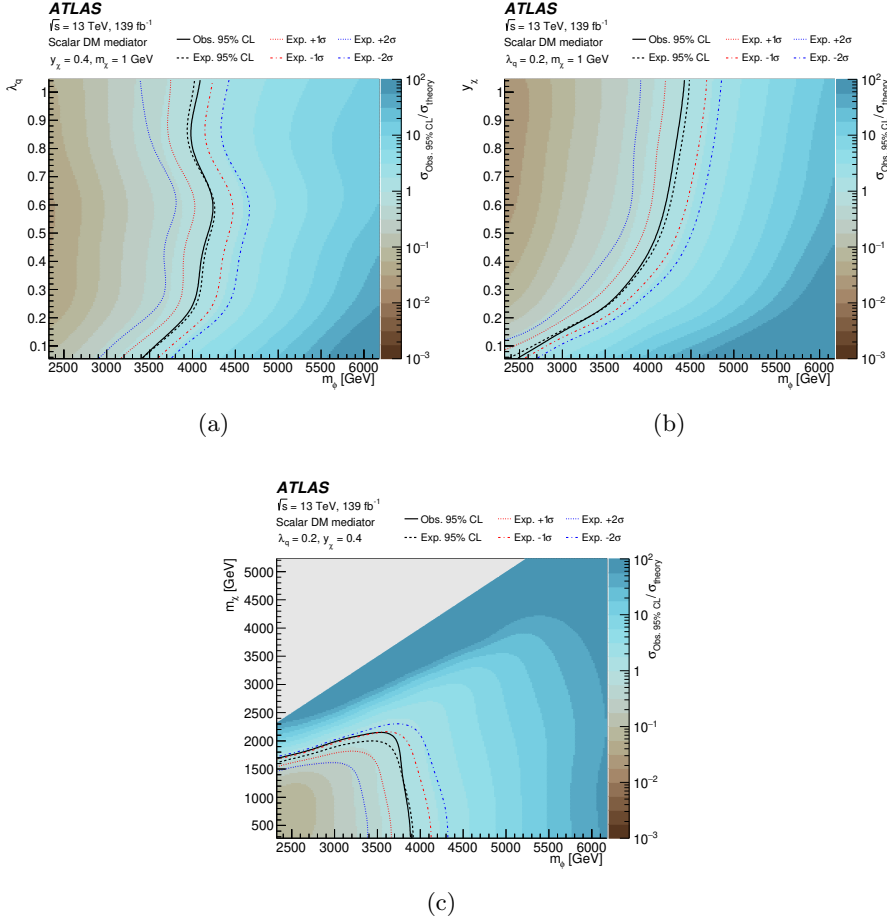 ATLAS
√s = 13 TeV, 139 fb⁻¹
Scalar DM mediator
y_χ = 0.4, m_χ = 1 GeV
Obs. 95% CL Exp. +1σ Exp. +2σ
Exp. 95% CL Exp. -1σ Exp. -2σ
λ_q
1
0.9
0.8
0.7
0.6
0.5
0.4
0.3
0.2
0.1
2500 3000 3500 4000 4500 5000 5500 6000
m_ϕ [GeV]
10²
10
1
10⁻¹
10⁻²
10⁻³
σ_Obs. 95% CL/σ_theory
(a)
ATLAS
√s = 13 TeV, 139 fb⁻¹
Scalar DM mediator
λ_q = 0.2, m_χ = 1 GeV
Obs. 95% CL Exp. +1σ Exp. +2σ
Exp. 95% CL Exp. -1σ Exp. -2σ
y_χ
1
0.9
0.8
0.7
0.6
0.5
0.4
0.3
0.2
0.1
2500 3000 3500 4000 4500 5000 5500 6000
m_ϕ [GeV]
10²
10
1
10⁻¹
10⁻²
10⁻³
σ_Obs. 95% CL/σ_theory
(b)
ATLAS
√s = 13 TeV, 139 fb⁻¹
Scalar DM mediator
λ_q = 0.2, y_χ = 0.4
Obs. 95% CL Exp. +1σ Exp. +2σ
Exp. 95% CL Exp. -1σ Exp. -2σ
m_χ [GeV]
5000
4500
4000
3500
3000
2500
2000
1500
1000
500
2500 3000 3500 4000 4500 5000 5500 6000
m_ϕ [GeV]
10²
10
1
10⁻¹
10⁻²
10⁻³
σ_Obs. 95% CL/σ_theory
(c)